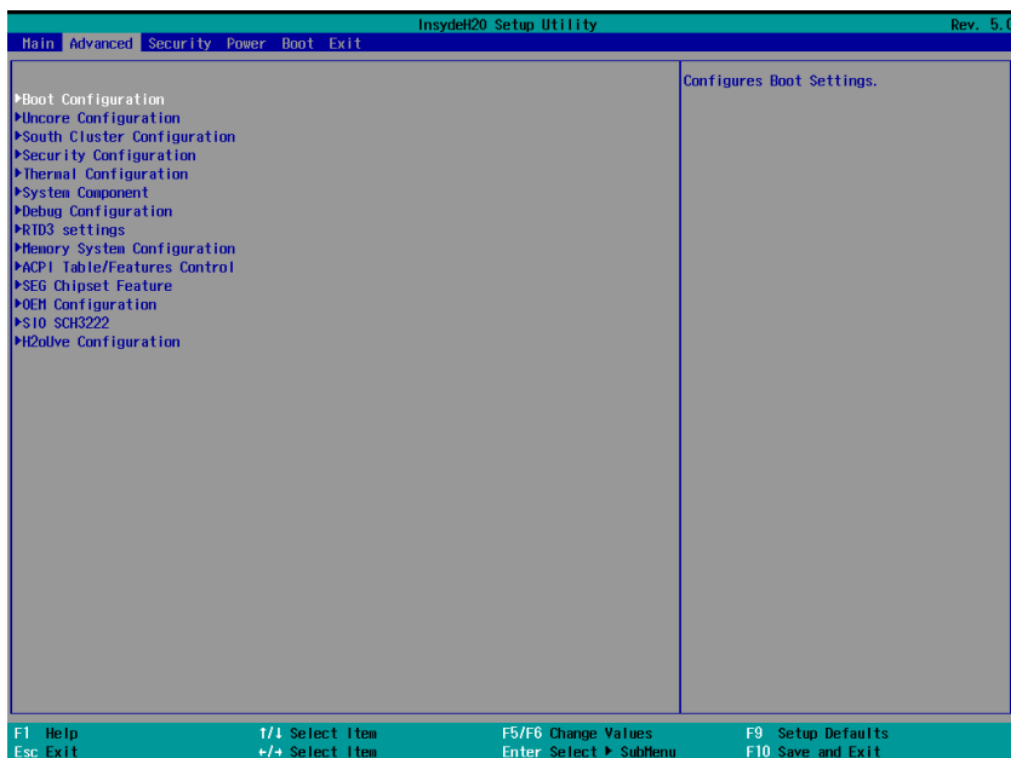 InsydeH20 Setup Utility Rev. 5.0
Main Advanced Security Power Boot Exit
Configures Boot Settings.
▶Boot Configuration
▶Uncore Configuration
▶South Cluster Configuration
▶Security Configuration
▶Thermal Configuration
▶System Component
▶Debug Configuration
▶RTD3 settings
▶Memory System Configuration
▶ACPI Table/Features Control
▶SEG Chipset Feature
▶OEM Configuration
▶SIO SCH3222
▶H2oUve Configuration
F1 Help ↑/↓ Select Item F5/F6 Change Values F9 Setup Defaults
Esc Exit ←/→ Select Item Enter Select ▶ SubMenu F10 Save and Exit